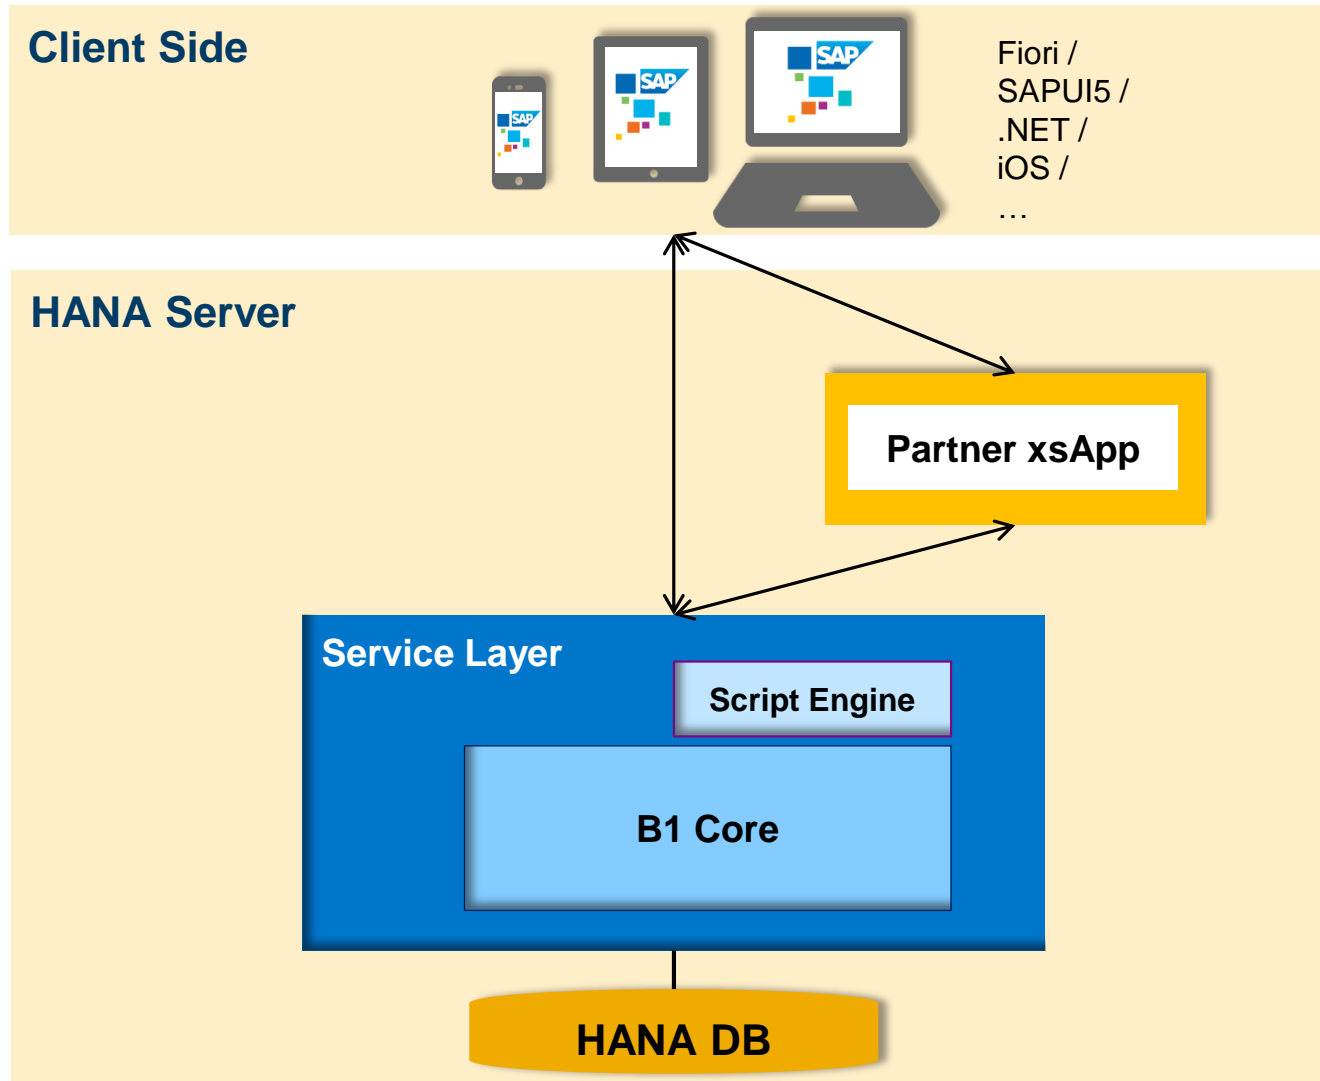 Client Side
SAP
SAP
SAP
Fiori /
SAPUI5 /
.NET /
iOS /
…
HANA Server
Partner xsApp
Service Layer
Script Engine
B1 Core
HANA DB